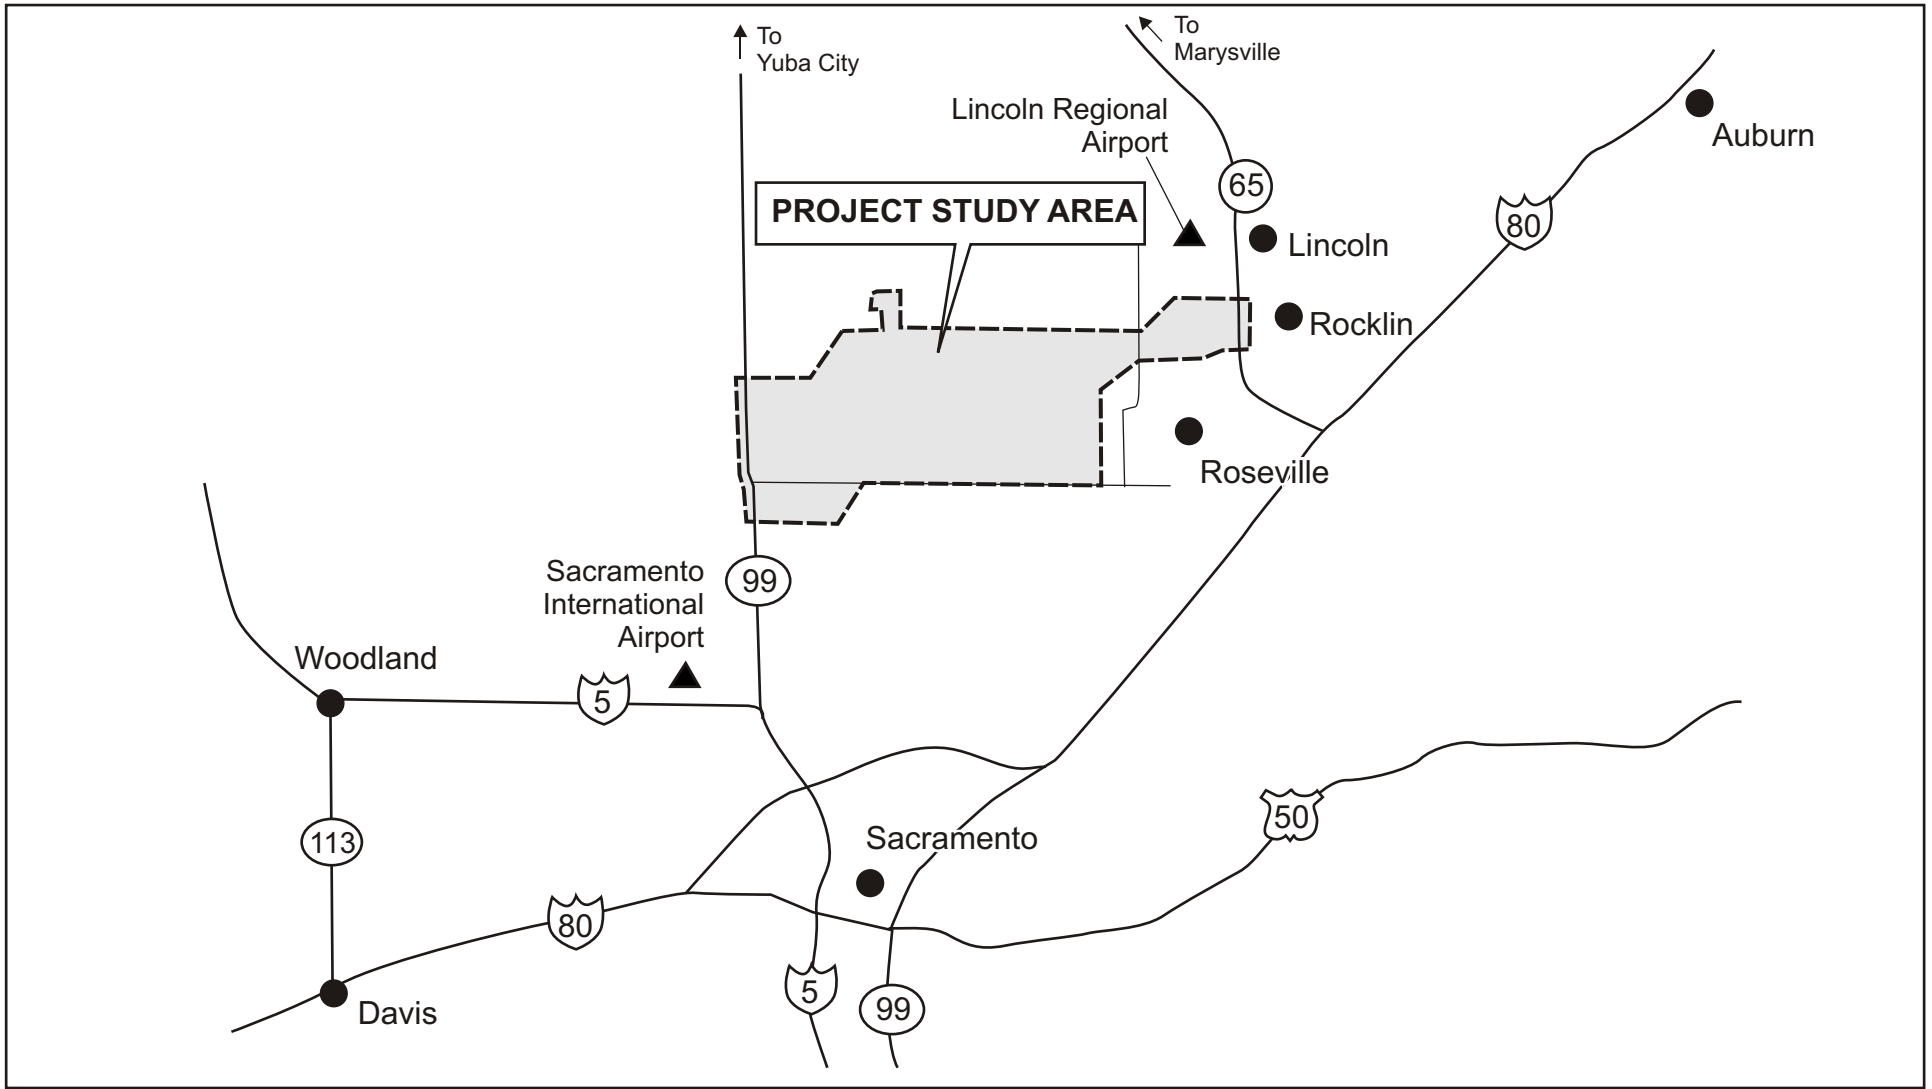 To
Yuba City
To
Marysville
Lincoln Regional
Airport
Auburn
65
PROJECT STUDY AREA
80
Lincoln
Rocklin
Roseville
Sacramento
International
Airport
99
Woodland
5
50
Sacramento
113
80
5
99
Davis